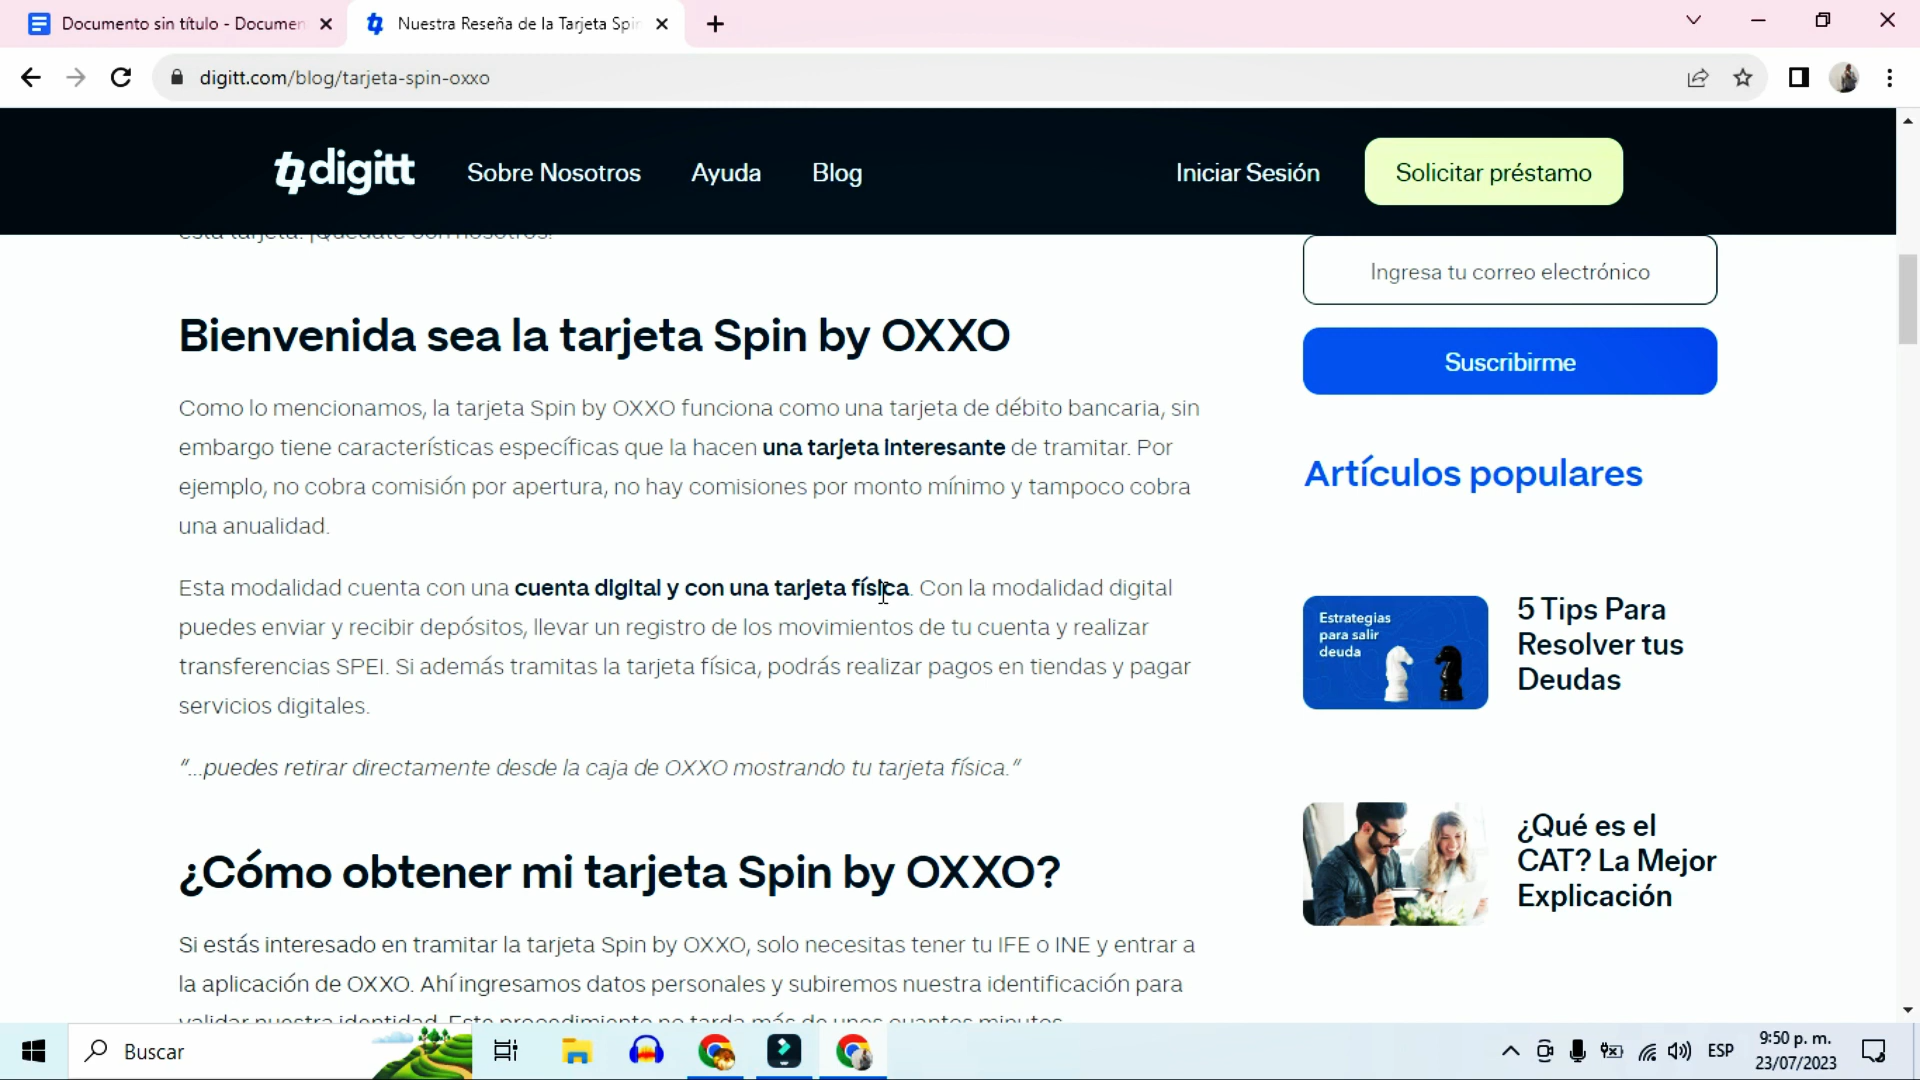 Documento sin título - Documen
Nuestra Reseña de la Tarjeta Spin
digitt.com/blog/tarjeta-spin-oxxo
digitt
Sobre Nosotros
Ayuda
Blog
Iniciar Sesión
Solicitar préstamo
esta tarjeta. ¡Quédate con nosotros!
Bienvenida sea la tarjeta Spin by OXXO
Como lo mencionamos, la tarjeta Spin by OXXO funciona como una tarjeta de débito bancaria, sin
embargo tiene características específicas que la hacen una tarjeta interesante de tramitar. Por
ejemplo, no cobra comisión por apertura, no hay comisiones por monto mínimo y tampoco cobra
una anualidad.
Esta modalidad cuenta con una cuenta digital y con una tarjeta física. Con la modalidad digital
puedes enviar y recibir depósitos, llevar un registro de los movimientos de tu cuenta y realizar
transferencias SPEI. Si además tramitas la tarjeta física, podrás realizar pagos en tiendas y pagar
servicios digitales.
"...puedes retirar directamente desde la caja de OXXO mostrando tu tarjeta física."
¿Cómo obtener mi tarjeta Spin by OXXO?
Si estás interesado en tramitar la tarjeta Spin by OXXO, solo necesitas tener tu IFE o INE y entrar a
la aplicación de OXXO. Ahí ingresamos datos personales y subiremos nuestra identificación para
validar nuestra identidad. Este procedimiento no tarda más de unos cuantos minutos.
Ingresa tu correo electrónico
Suscribirme
Artículos populares
Estrategias
para salir
deuda
5 Tips Para
Resolver tus
Deudas
¿Qué es el
CAT? La Mejor
Explicación
Buscar
ESP
9:50 p. m.
23/07/2023